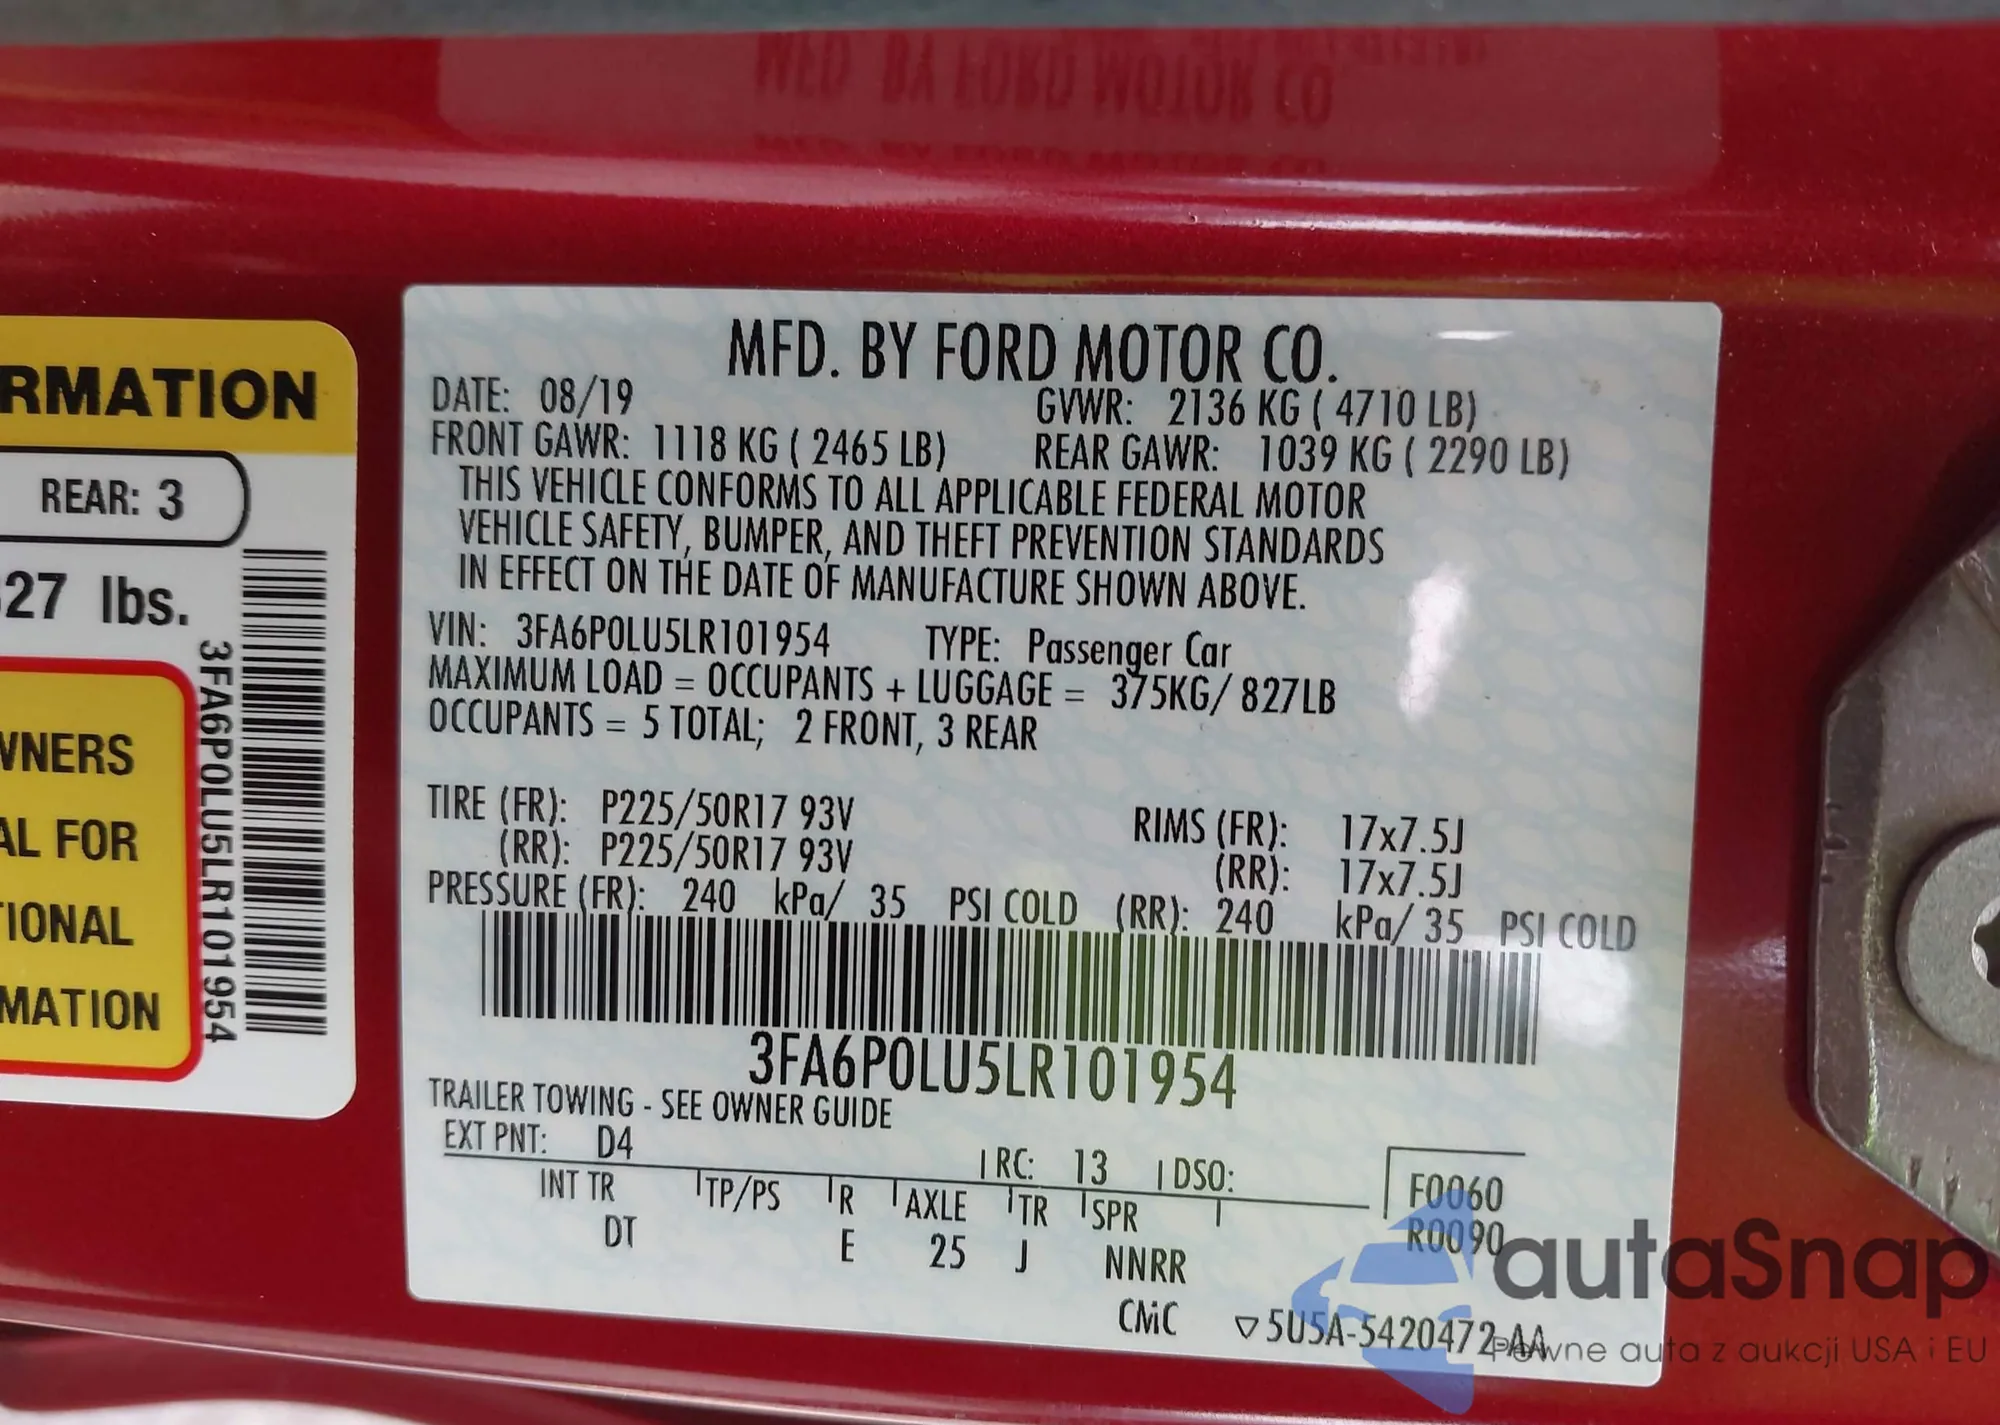 MFD. BY FORD MOTOR CO.
DATE: 08/19 GVWR: 2136 KG ( 4710 LB)
FRONT GAWR: 1118 KG ( 2465 LB) REAR GAWR: 1039 KG ( 2290 LB)
THIS VEHICLE CONFORMS TO ALL APPLICABLE FEDERAL MOTOR
VEHICLE SAFETY, BUMPER, AND THEFT PREVENTION STANDARDS
IN EFFECT ON THE DATE OF MANUFACTURE SHOWN ABOVE.
VIN: 3FA6P0LU5LR101954 TYPE: Passenger Car
MAXIMUM LOAD = OCCUPANTS + LUGGAGE = 375KG/ 827LB
OCCUPANTS = 5 TOTAL; 2 FRONT, 3 REAR
TIRE (FR): P225/50R17 93V RIMS (FR): 17x7.5J
(RR): P225/50R17 93V (RR): 17x7.5J
PRESSURE (FR): 240 kPa/ 35 PSI COLD (RR): 240 kPa/ 35 PSI COLD
3FA6P0LU5LR101954
TRAILER TOWING - SEE OWNER GUIDE
EXT PNT: D4 RC: 13 DSO: F0060
INT TR TP/PS R AXLE TR SPR R0090
DT E 25 J NNRR
CMiC ▽5U5A-5420472-AA
RMATION
REAR: 3
27 lbs.
WNERS
AL FOR
TIONAL
MATION
3FA6P0LU5LR101954
MFD. BY FORD MOTOR CO
autaSnap
Pewne auta z aukcji USA i EU